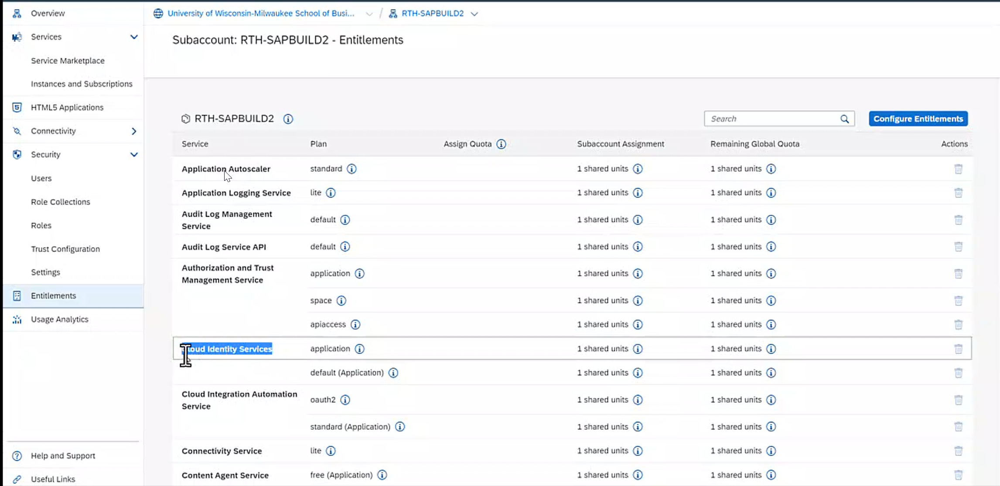 Overview
Services
Service Marketplace
Instances and Subscriptions
HTML5 Applications
Connectivity
Security
Users
Role Collections
Roles
Trust Configuration
Settings
Entitlements
Usage Analytics
Help and Support
Useful Links
University of Wisconsin-Milwaukee School of Busi... / RTH-SAPBUILD2
Subaccount: RTH-SAPBUILD2 - Entitlements
RTH-SAPBUILD2
Search
Configure Entitlements
Service Plan Assign Quota Subaccount Assignment Remaining Global Quota Actions
Application Autoscaler standard 1 shared units 1 shared units
Application Logging Service lite 1 shared units 1 shared units
Audit Log Management
Service
default 1 shared units 1 shared units
Audit Log Service API default 1 shared units 1 shared units
Authorization and Trust
Management Service
application 1 shared units 1 shared units
space 1 shared units 1 shared units
apiaccess 1 shared units 1 shared units
Cloud Identity Services application 1 shared units 1 shared units
default (Application) 1 shared units 1 shared units
Cloud Integration Automation
Service
oauth2 1 shared units 1 shared units
standard (Application) 1 shared units 1 shared units
Connectivity Service lite 1 shared units 1 shared units
Content Agent Service free (Application) 1 shared units 1 shared units